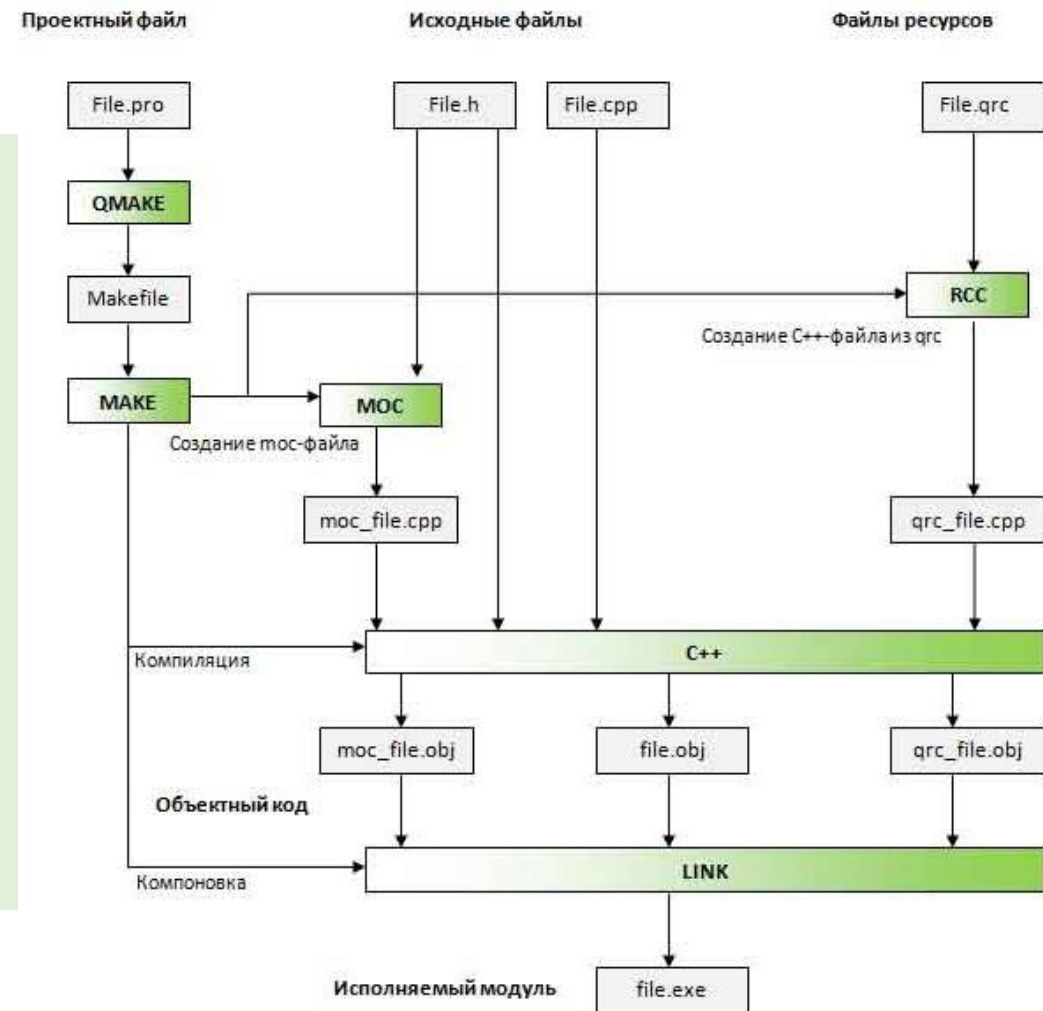 Проектный файл
Исходные файлы
Файлы ресурсов
File.pro
File.h
File.cpp
File.qrc
QMAKE
Makefile
RCC
Создание C++-файла из qrc
MAKE
MOC
Создание moc-файла
moc_file.cpp
qrc_file.cpp
C++
Компиляция
moc_file.obj
file.obj
qrc_file.obj
Объектный код
LINK
Компоновка
Исполняемый модуль
file.exe